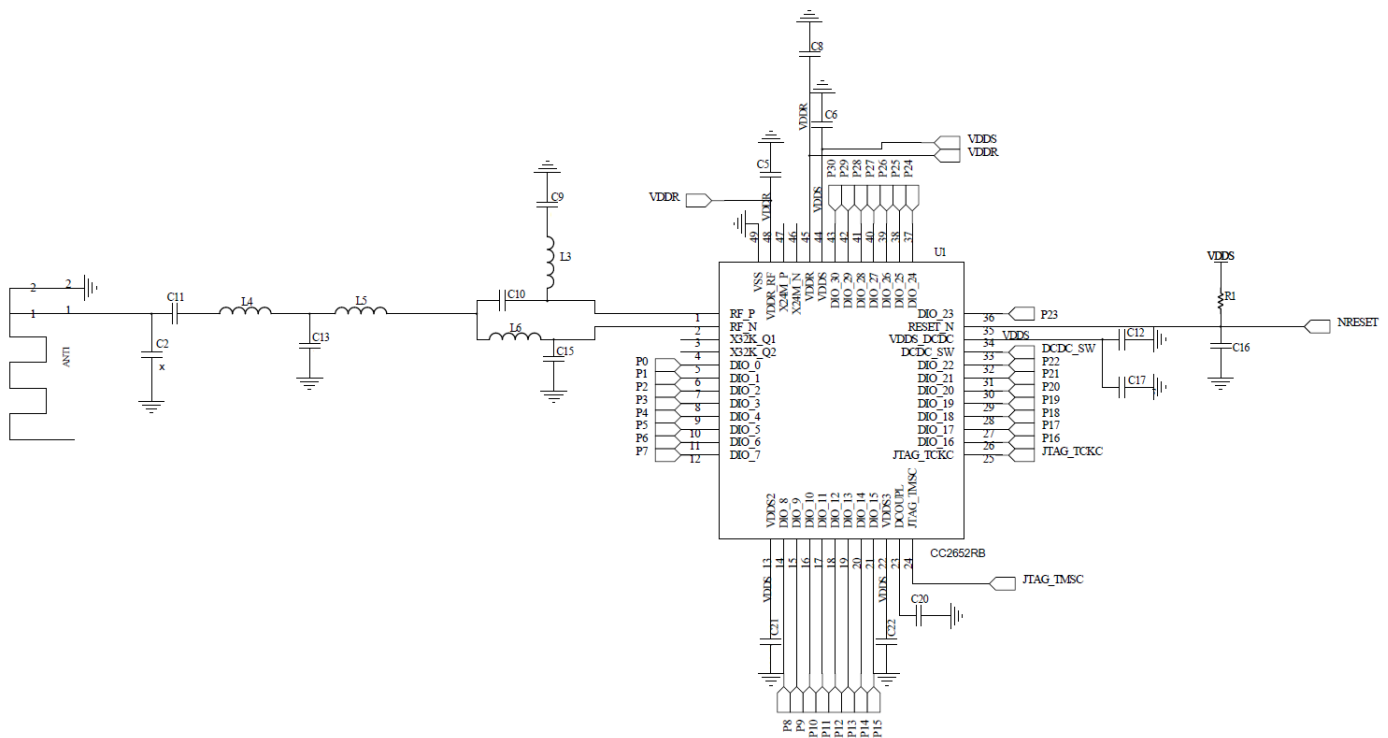 C8
VDDR
C6
VDDS
VDDR
C5
P30
P29
P28
P27
P26
P25
P24
C9
VDDR
VDDR
VDDS
49
48
47
46
45
44
43
42
41
40
39
38
37
U1
L3
VSS
VDDR_RF
X24M_P
X24M_N
VDDR
VDDS
DIO_30
DIO_29
DIO_28
DIO_27
DIO_26
DIO_25
DIO_24
VDDS
R1
2
2
1
1
C11
L4
L5
C10
L6
C13
C15
C2
x
ANT1
1
RF_P
2
RF_N
3
X32K_Q1
4
X32K_Q2
P0
5
DIO_0
P1
6
DIO_1
P2
7
DIO_2
P3
8
DIO_3
P4
9
DIO_4
P5
10
DIO_5
P6
11
DIO_6
P7
12
DIO_7
DIO_23
36
P23
RESET_N
35
NRESET
VDDS_DCDC
34
VDDS
C12
C16
DCDC_SW
33
DCDC_SW
DIO_22
32
P22
DIO_21
31
P21
C17
DIO_20
30
P20
DIO_19
29
P19
DIO_18
28
P18
DIO_17
27
P17
DIO_16
26
P16
JTAG_TCKC
25
JTAG_TCKC
VDDS2
DIO_8
DIO_9
DIO_10
DIO_11
DIO_12
DIO_13
DIO_14
DIO_15
VDDS3
DCOUPL
JTAG_TMSC
CC2652RB
13
14
15
16
17
18
19
20
21
22
23
24
VDDS
VDDS
JTAG_TMSC
C20
C21
C22
P8
P9
P10
P11
P12
P13
P14
P15